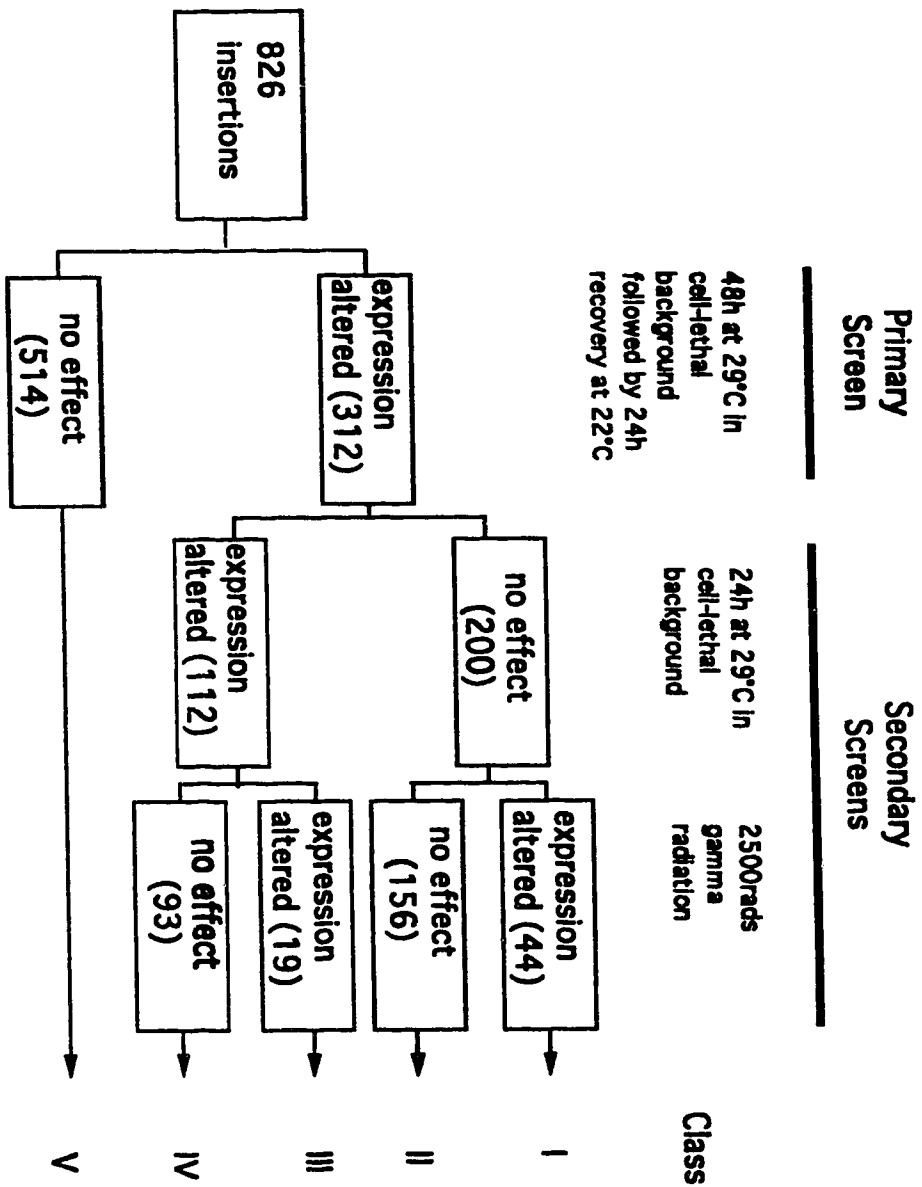 Primary
Screen
Secondary
Screens
48h at 29°C in
cell-lethal
background
followed by 24h
recovery at 22°C
24h at 29°C in
cell-lethal
background
2500rads
gamma
radiation
Class
826
insertions
expression
altered (312)
no effect
(514)
no effect
(200)
expression
altered (112)
expression
altered (44)
no effect
(156)
expression
altered (19)
no effect
(93)
I
II
III
IV
V